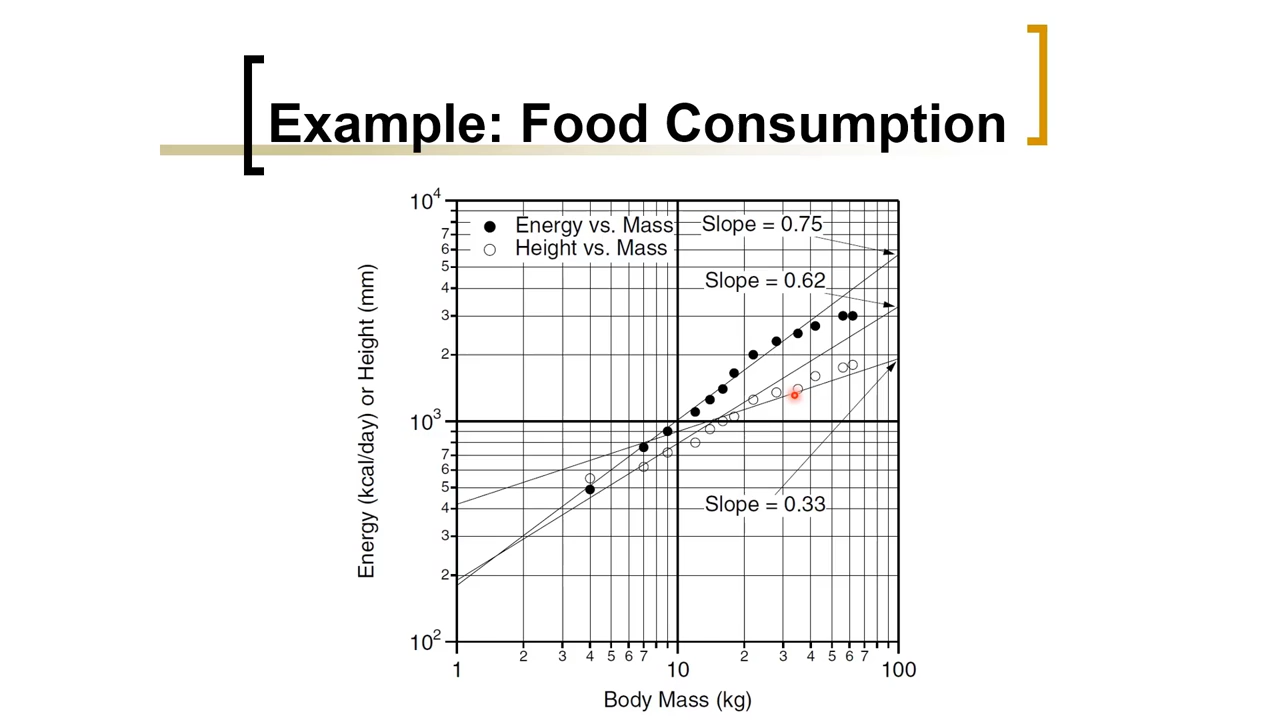 Example: Food Consumption
10^4
Energy vs. Mass
Height vs. Mass
Slope = 0.75
Slope = 0.62
Slope = 0.33
7
6
5
4
3
2
10^3
7
6
5
4
3
2
10^2
Energy (kcal/day) or Height (mm)
2 3 4 5 6 7 2 3 4 5 6 7
1 10 100
Body Mass (kg)